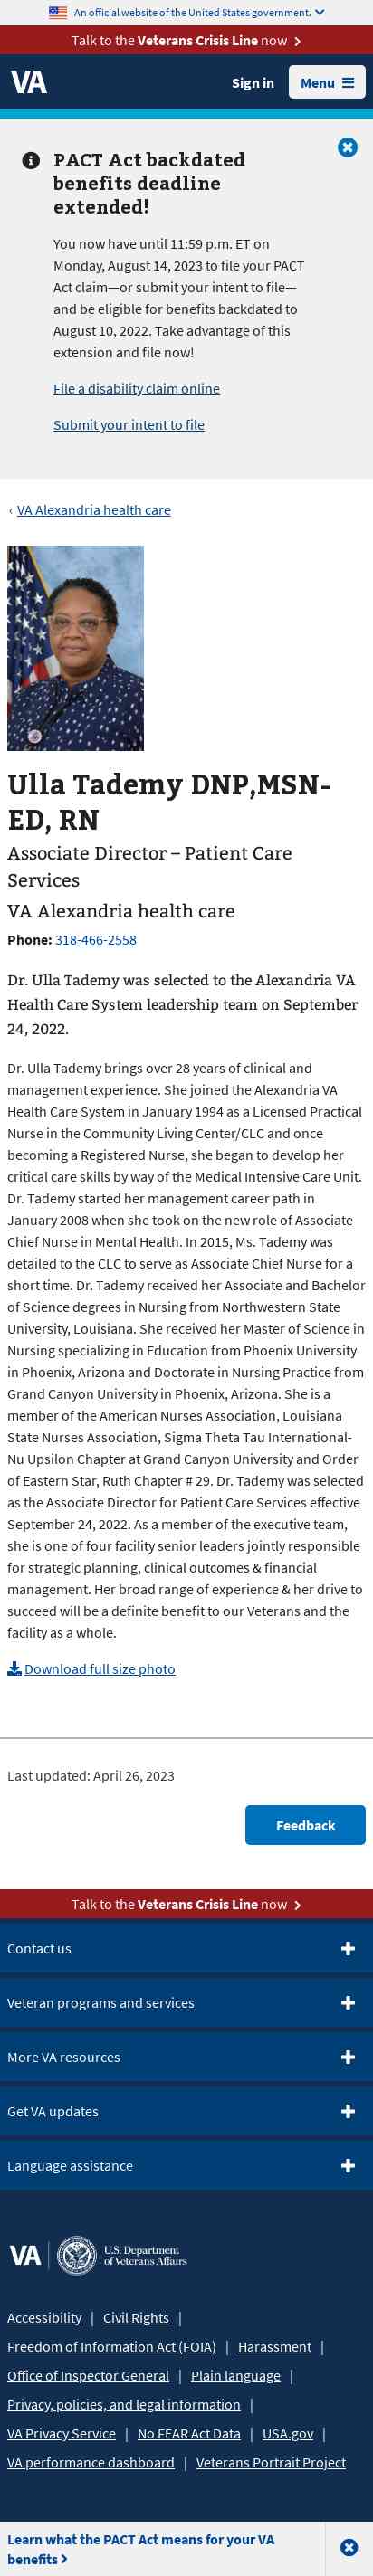 An official website of the United States government.
Talk to the Veterans Crisis Line now
VA
Sign in
Menu
PACT Act backdated
benefits deadline
extended!
You now have until 11:59 p.m. ET on
Monday, August 14, 2023 to file your PACT
Act claim—or submit your intent to file—
and be eligible for benefits backdated to
August 10, 2022. Take advantage of this
extension and file now!
File a disability claim online
Submit your intent to file
‹ VA Alexandria health care
Ulla Tademy DNP,MSN-
ED, RN
Associate Director – Patient Care
Services
VA Alexandria health care
Phone: 318-466-2558
Dr. Ulla Tademy was selected to the Alexandria VA
Health Care System leadership team on September
24, 2022.
Dr. Ulla Tademy brings over 28 years of clinical and
management experience. She joined the Alexandria VA
Health Care System in January 1994 as a Licensed Practical
Nurse in the Community Living Center/CLC and once
becoming a Registered Nurse, she began to develop her
critical care skills by way of the Medical Intensive Care Unit.
Dr. Tademy started her management career path in
January 2008 when she took on the new role of Associate
Chief Nurse in Mental Health. In 2015, Ms. Tademy was
detailed to the CLC to serve as Associate Chief Nurse for a
short time. Dr. Tademy received her Associate and Bachelor
of Science degrees in Nursing from Northwestern State
University, Louisiana. She received her Master of Science in
Nursing specializing in Education from Phoenix University
in Phoenix, Arizona and Doctorate in Nursing Practice from
Grand Canyon University in Phoenix, Arizona. She is a
member of the American Nurses Association, Louisiana
State Nurses Association, Sigma Theta Tau International-
Nu Upsilon Chapter at Grand Canyon University and Order
of Eastern Star, Ruth Chapter # 29. Dr. Tademy was selected
as the Associate Director for Patient Care Services effective
September 24, 2022. As a member of the executive team,
she is one of four facility senior leaders jointly responsible
for strategic planning, clinical outcomes & financial
management. Her broad range of experience & her drive to
succeed will be a definite benefit to our Veterans and the
facility as a whole.
Download full size photo
Last updated: April 26, 2023
Feedback
Talk to the Veterans Crisis Line now
Contact us
Veteran programs and services
More VA resources
Get VA updates
Language assistance
VA | U.S. Department
of Veterans Affairs
Accessibility | Civil Rights |
Freedom of Information Act (FOIA) | Harassment |
Office of Inspector General | Plain language |
Privacy, policies, and legal information |
VA Privacy Service | No FEAR Act Data | USA.gov |
VA performance dashboard | Veterans Portrait Project
Learn what the PACT Act means for your VA
benefits